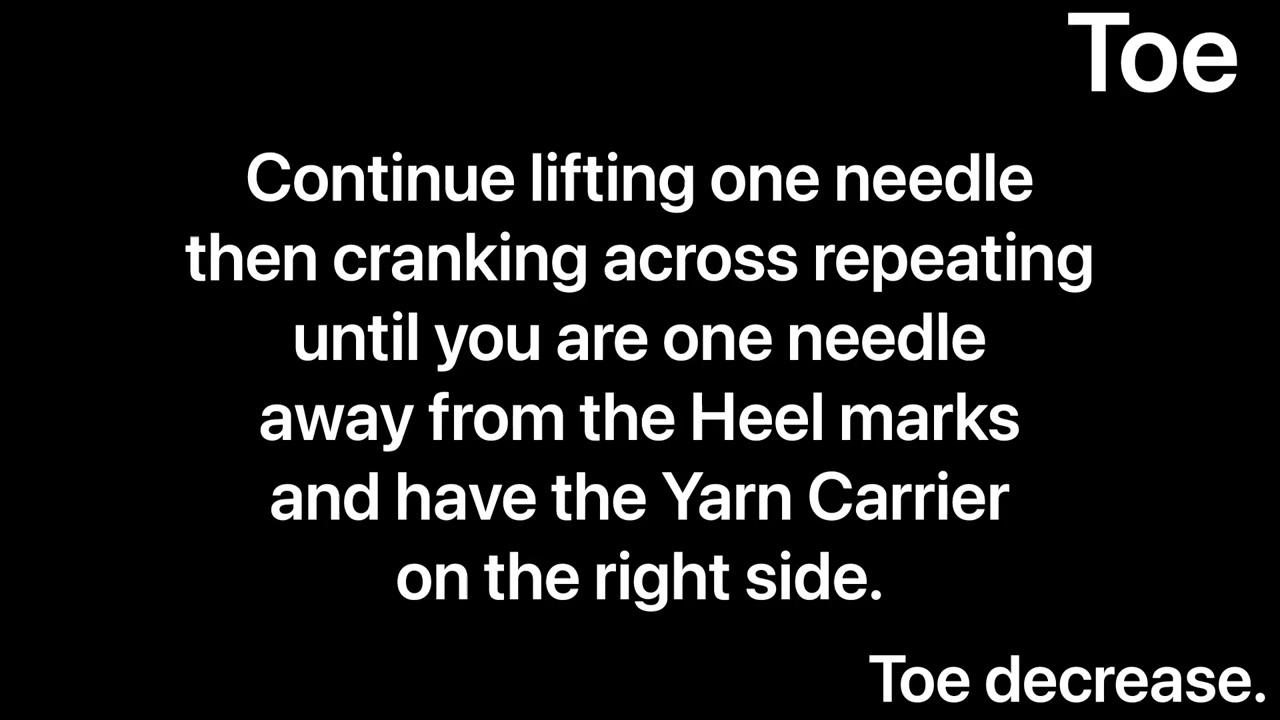 Toe
Continue lifting one needle
then cranking across repeating
until you are one needle
away from the Heel marks
and have the Yarn Carrier
on the right side.
Toe decrease.